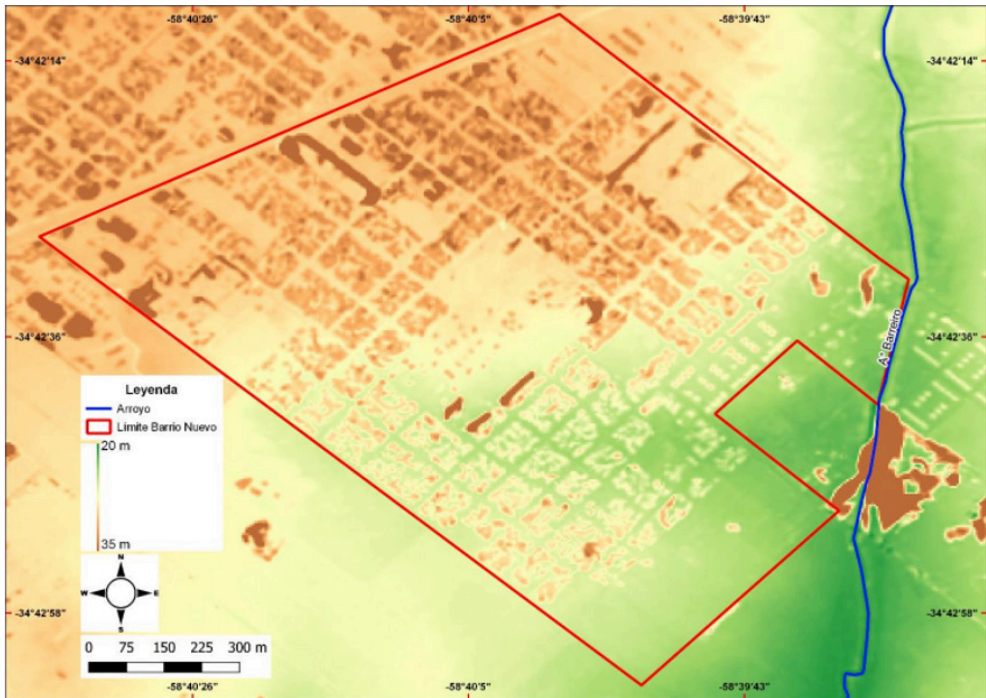 -58°40'26" -58°40'5" -58°39'43"
-34°42'14" -34°42'14"
-34°42'36" -34°42'36"
A° Barreiro
Leyenda
Arroyo
Límite Barrio Nuevo
20 m
35 m
N
W E
S
0 75 150 225 300 m
-34°42'58" -34°42'58"
-58°40'26" -58°40'5" -58°39'43"